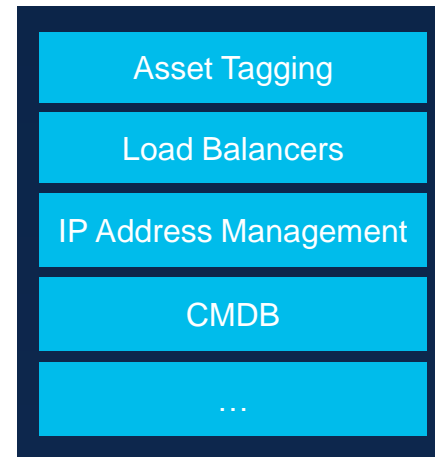 Asset Tagging
Load Balancers
IP Address Management
CMDB
…